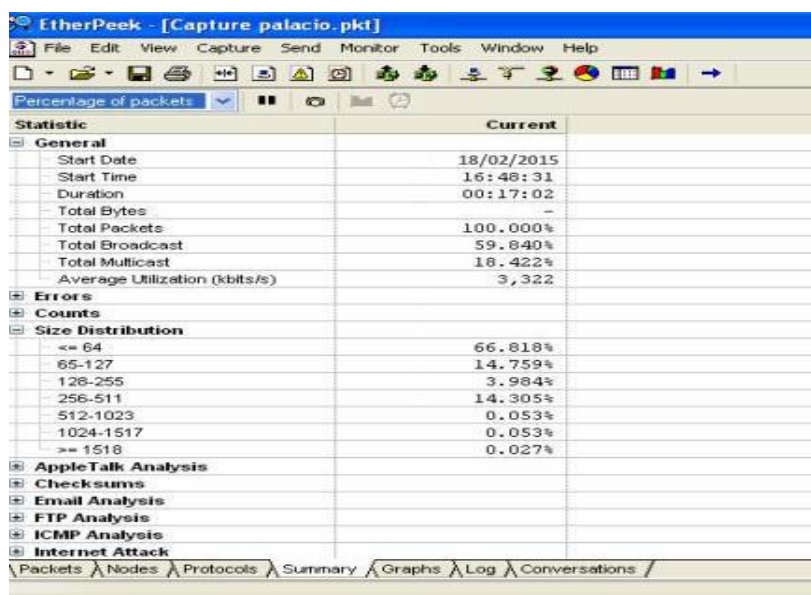 EtherPeek - [Capture palacio.pkt]
File Edit View Capture Send Monitor Tools Window Help
Percentage of packets
Statistic Current
General
Start Date 18/02/2015
Start Time 16:48:31
Duration 00:17:02
Total Bytes -
Total Packets 100.000%
Total Broadcast 59.840%
Total Multicast 18.422%
Average Utilization (kbits/s) 3,322
Errors
Counts
Size Distribution
<= 64 66.818%
65-127 14.759%
128-255 3.984%
256-511 14.305%
512-1023 0.053%
1024-1517 0.053%
>= 1518 0.027%
AppleTalk Analysis
Checksums
Email Analysis
FTP Analysis
ICMP Analysis
Internet Attack
Packets Nodes Protocols Summary Graphs Log Conversations